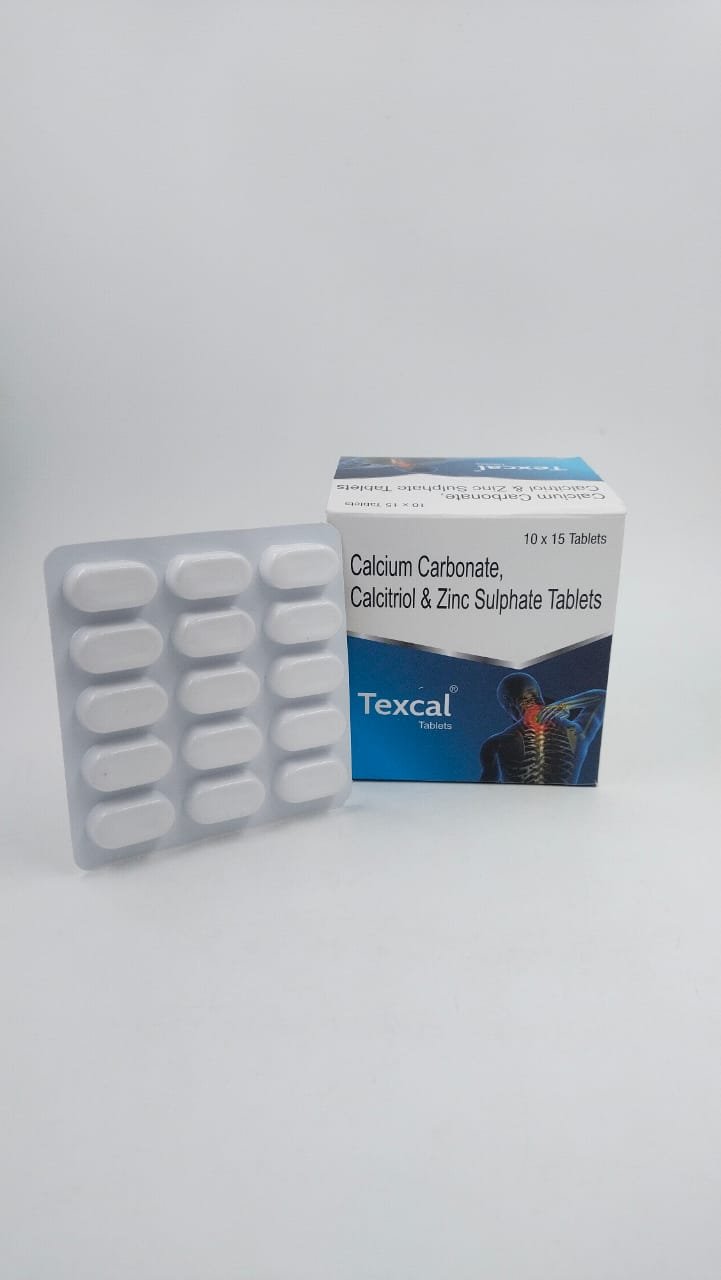 Texcal
Tablets
Calcium Carbonate,
Calcitriol & Zinc Sulphate Tablets
10 x 15 Tablets
10 x 15 Tablets
Calcium Carbonate,
Calcitriol & Zinc Sulphate Tablets
Texcal®
Tablets